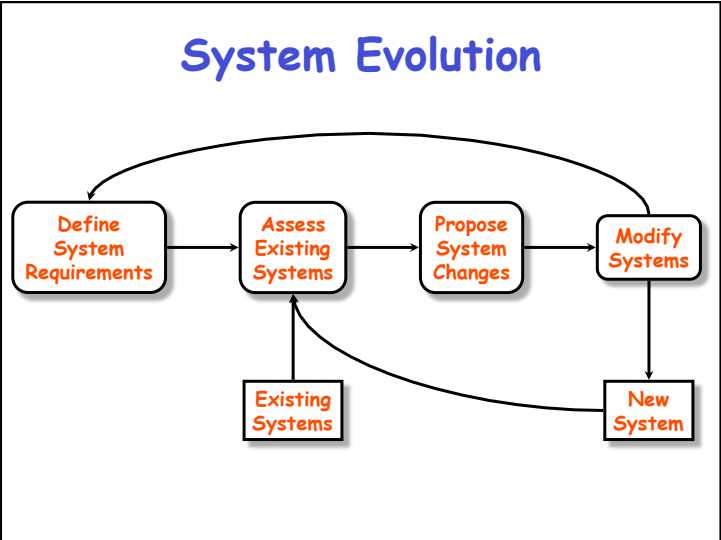 System Evolution
Define
System
Requirements
Assess
Existing
Systems
Propose
System
Changes
Modify
Systems
Existing
Systems
New
System